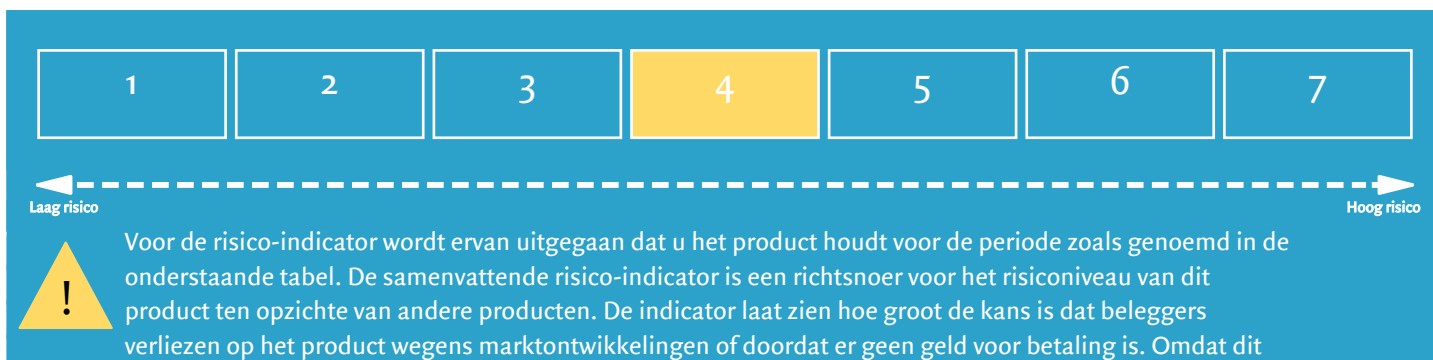 1 2 3 4 5 6 7
Laag risico Hoog risico
Voor de risico-indicator wordt ervan uitgegaan dat u het product houdt voor de periode zoals genoemd in de
onderstaande tabel. De samenvattende risico-indicator is een richtsnoer voor het risiconiveau van dit
! product ten opzichte van andere producten. De indicator laat zien hoe groot de kans is dat beleggers
verliezen op het product wegens marktontwikkelingen of doordat er geen geld voor betaling is. Omdat dit